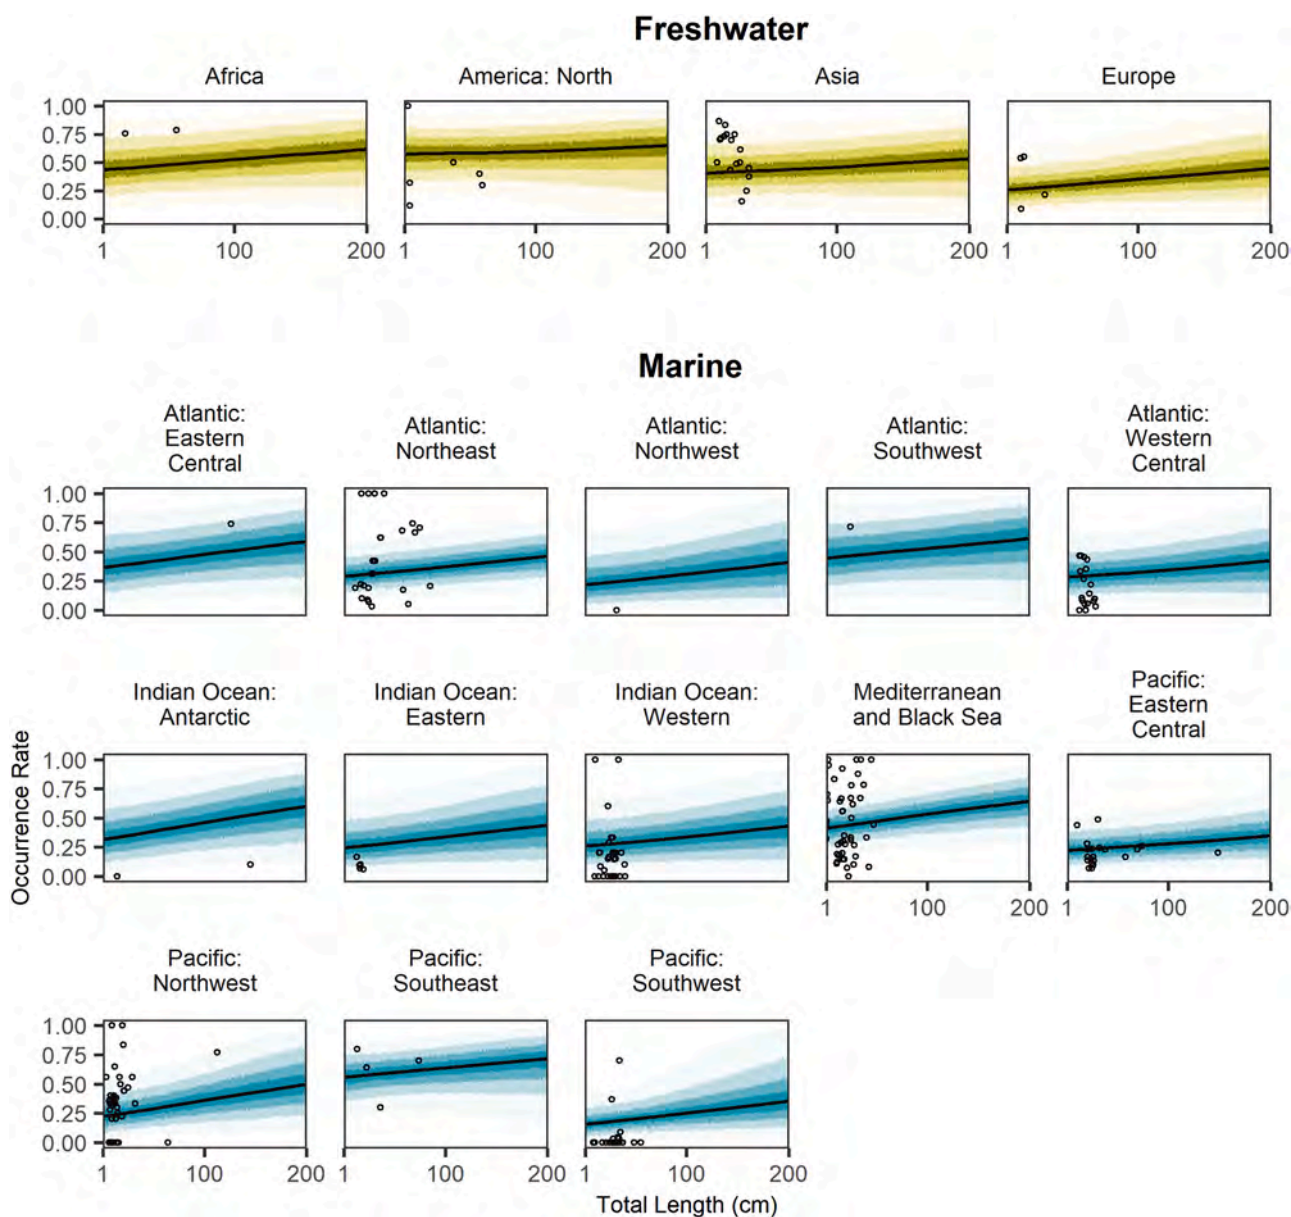 Freshwater
Africa
America: North
Asia
Europe
1.00
0.75
0.50
0.25
0.00
1 100 200
1 100 200
1 100 200
1 100 200
Marine
Atlantic:
Eastern
Central
Atlantic:
Northeast
Atlantic:
Northwest
Atlantic:
Southwest
Atlantic:
Western
Central
1.00
0.75
0.50
0.25
0.00
Indian Ocean:
Antarctic
Indian Ocean:
Eastern
Indian Ocean:
Western
Mediterranean
and Black Sea
Pacific:
Eastern
Central
Occurrence Rate
1.00
0.75
0.50
0.25
0.00
1 100 200
1 100 200
Pacific:
Northwest
Pacific:
Southeast
Pacific:
Southwest
1.00
0.75
0.50
0.25
0.00
1 100 200
1 100 200
1 100 200
Total Length (cm)